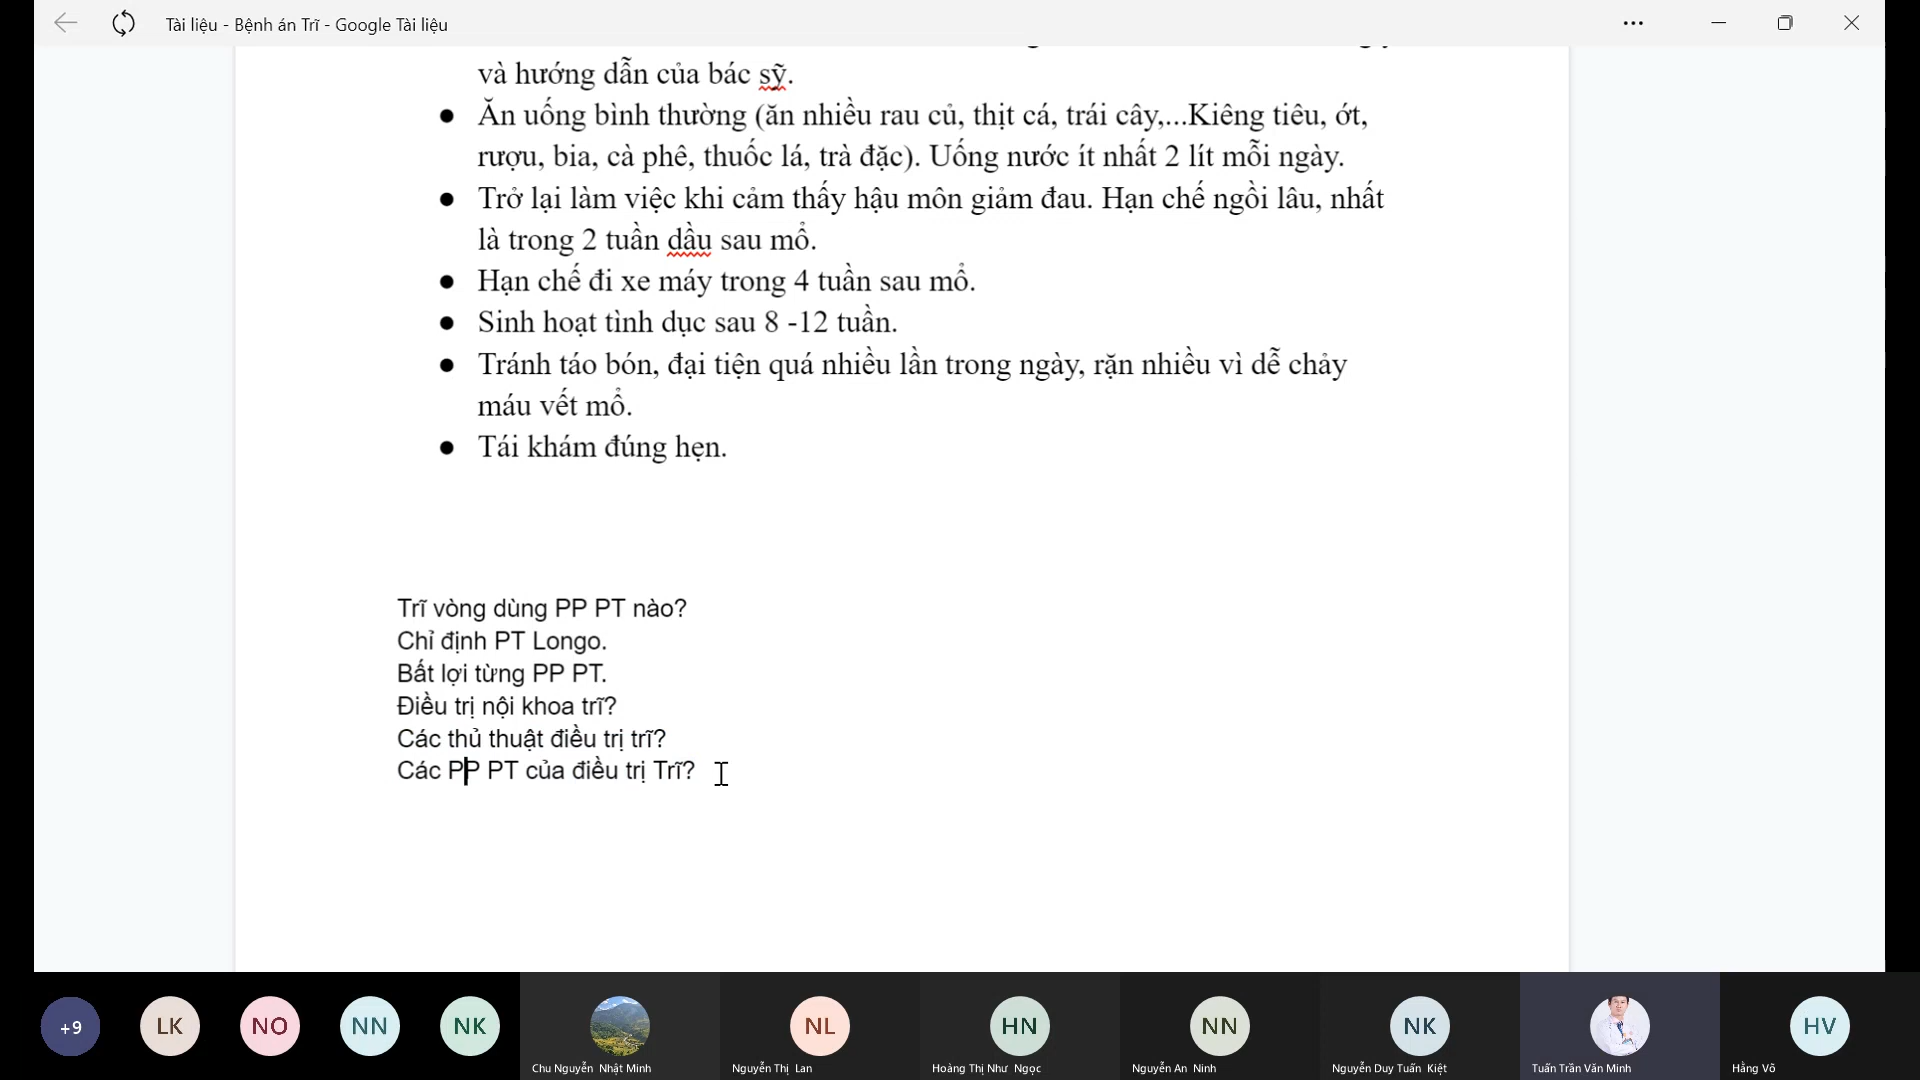 Tài liệu - Bệnh án Trĩ - Google Tài liệu
và hướng dẫn của bác sỹ.
● Ăn uống bình thường (ăn nhiều rau củ, thịt cá, trái cây,...Kiêng tiêu, ớt,
rượu, bia, cà phê, thuốc lá, trà đặc). Uống nước ít nhất 2 lít mỗi ngày.
● Trở lại làm việc khi cảm thấy hậu môn giảm đau. Hạn chế ngồi lâu, nhất
là trong 2 tuần dầu sau mổ.
● Hạn chế đi xe máy trong 4 tuần sau mổ.
● Sinh hoạt tình dục sau 8 -12 tuần.
● Tránh táo bón, đại tiện quá nhiều lần trong ngày, rặn nhiều vì dễ chảy
máu vết mổ.
● Tái khám đúng hẹn.
Trĩ vòng dùng PP PT nào?
Chỉ định PT Longo.
Bất lợi từng PP PT.
Điều trị nội khoa trĩ?
Các thủ thuật điều trị trĩ?
Các PP PT của điều trị Trĩ?
+9 LK NO NN NK NL HN NN NK HV
Chu Nguyễn Nhật Minh Nguyễn Thị Lan Hoàng Thị Như Ngọc Nguyễn An Ninh Nguyễn Duy Tuấn Kiệt Tuấn Trần Văn Minh Hằng Võ